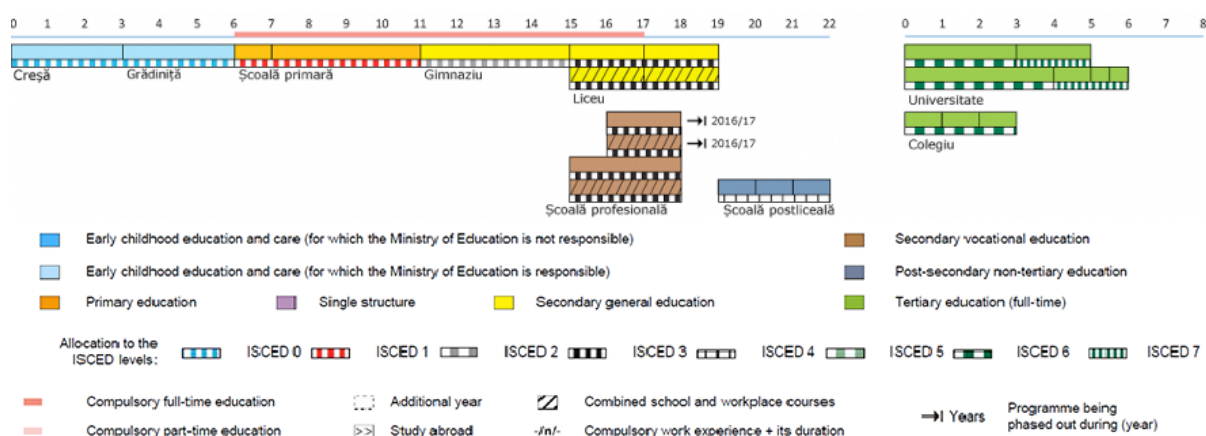 0 1 2 3 4 5 6 7 8 9 10 11 12 13 14 15 16 17 18 19 20 21 22 0 1 2 3 4 5 6 7 8
Creșă Grădiniță Școală primară Gimnaziu
Liceu Universitate
2016/17
2016/17 Colegiu
Școală profesională Școală postliceală
Early childhood education and care (for which the Ministry of Education is not responsible) Secondary vocational education
Early childhood education and care (for which the Ministry of Education is responsible) Post-secondary non-tertiary education
Primary education Single structure Secondary general education Tertiary education (full-time)
Allocation to the
ISCED levels: ISCED 0 ISCED 1 ISCED 2 ISCED 3 ISCED 4 ISCED 5 ISCED 6 ISCED 7
Compulsory full-time education Additional year Combined school and workplace courses Years Programme being
phased out during (year)
Compulsory part-time education >> Study abroad -/n/- Compulsory work experience + its duration